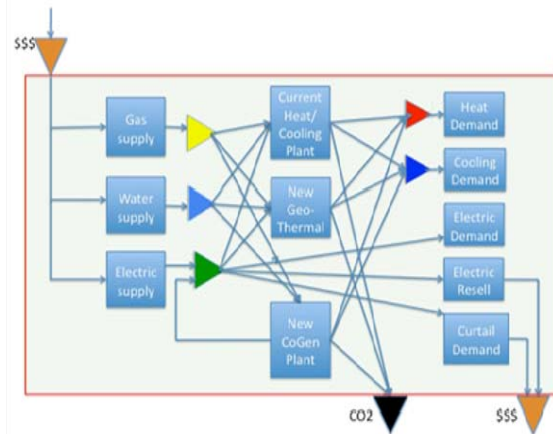 $$$
Gas
supply
Current
Heat/
Cooling
Plant
Heat
Demand
Water
supply
New
Geo-
Thermal
Cooling
Demand
Electric
supply
Electric
Demand
Electric
Resell
New
CoGen
Plant
Curtail
Demand
CO2
$$$